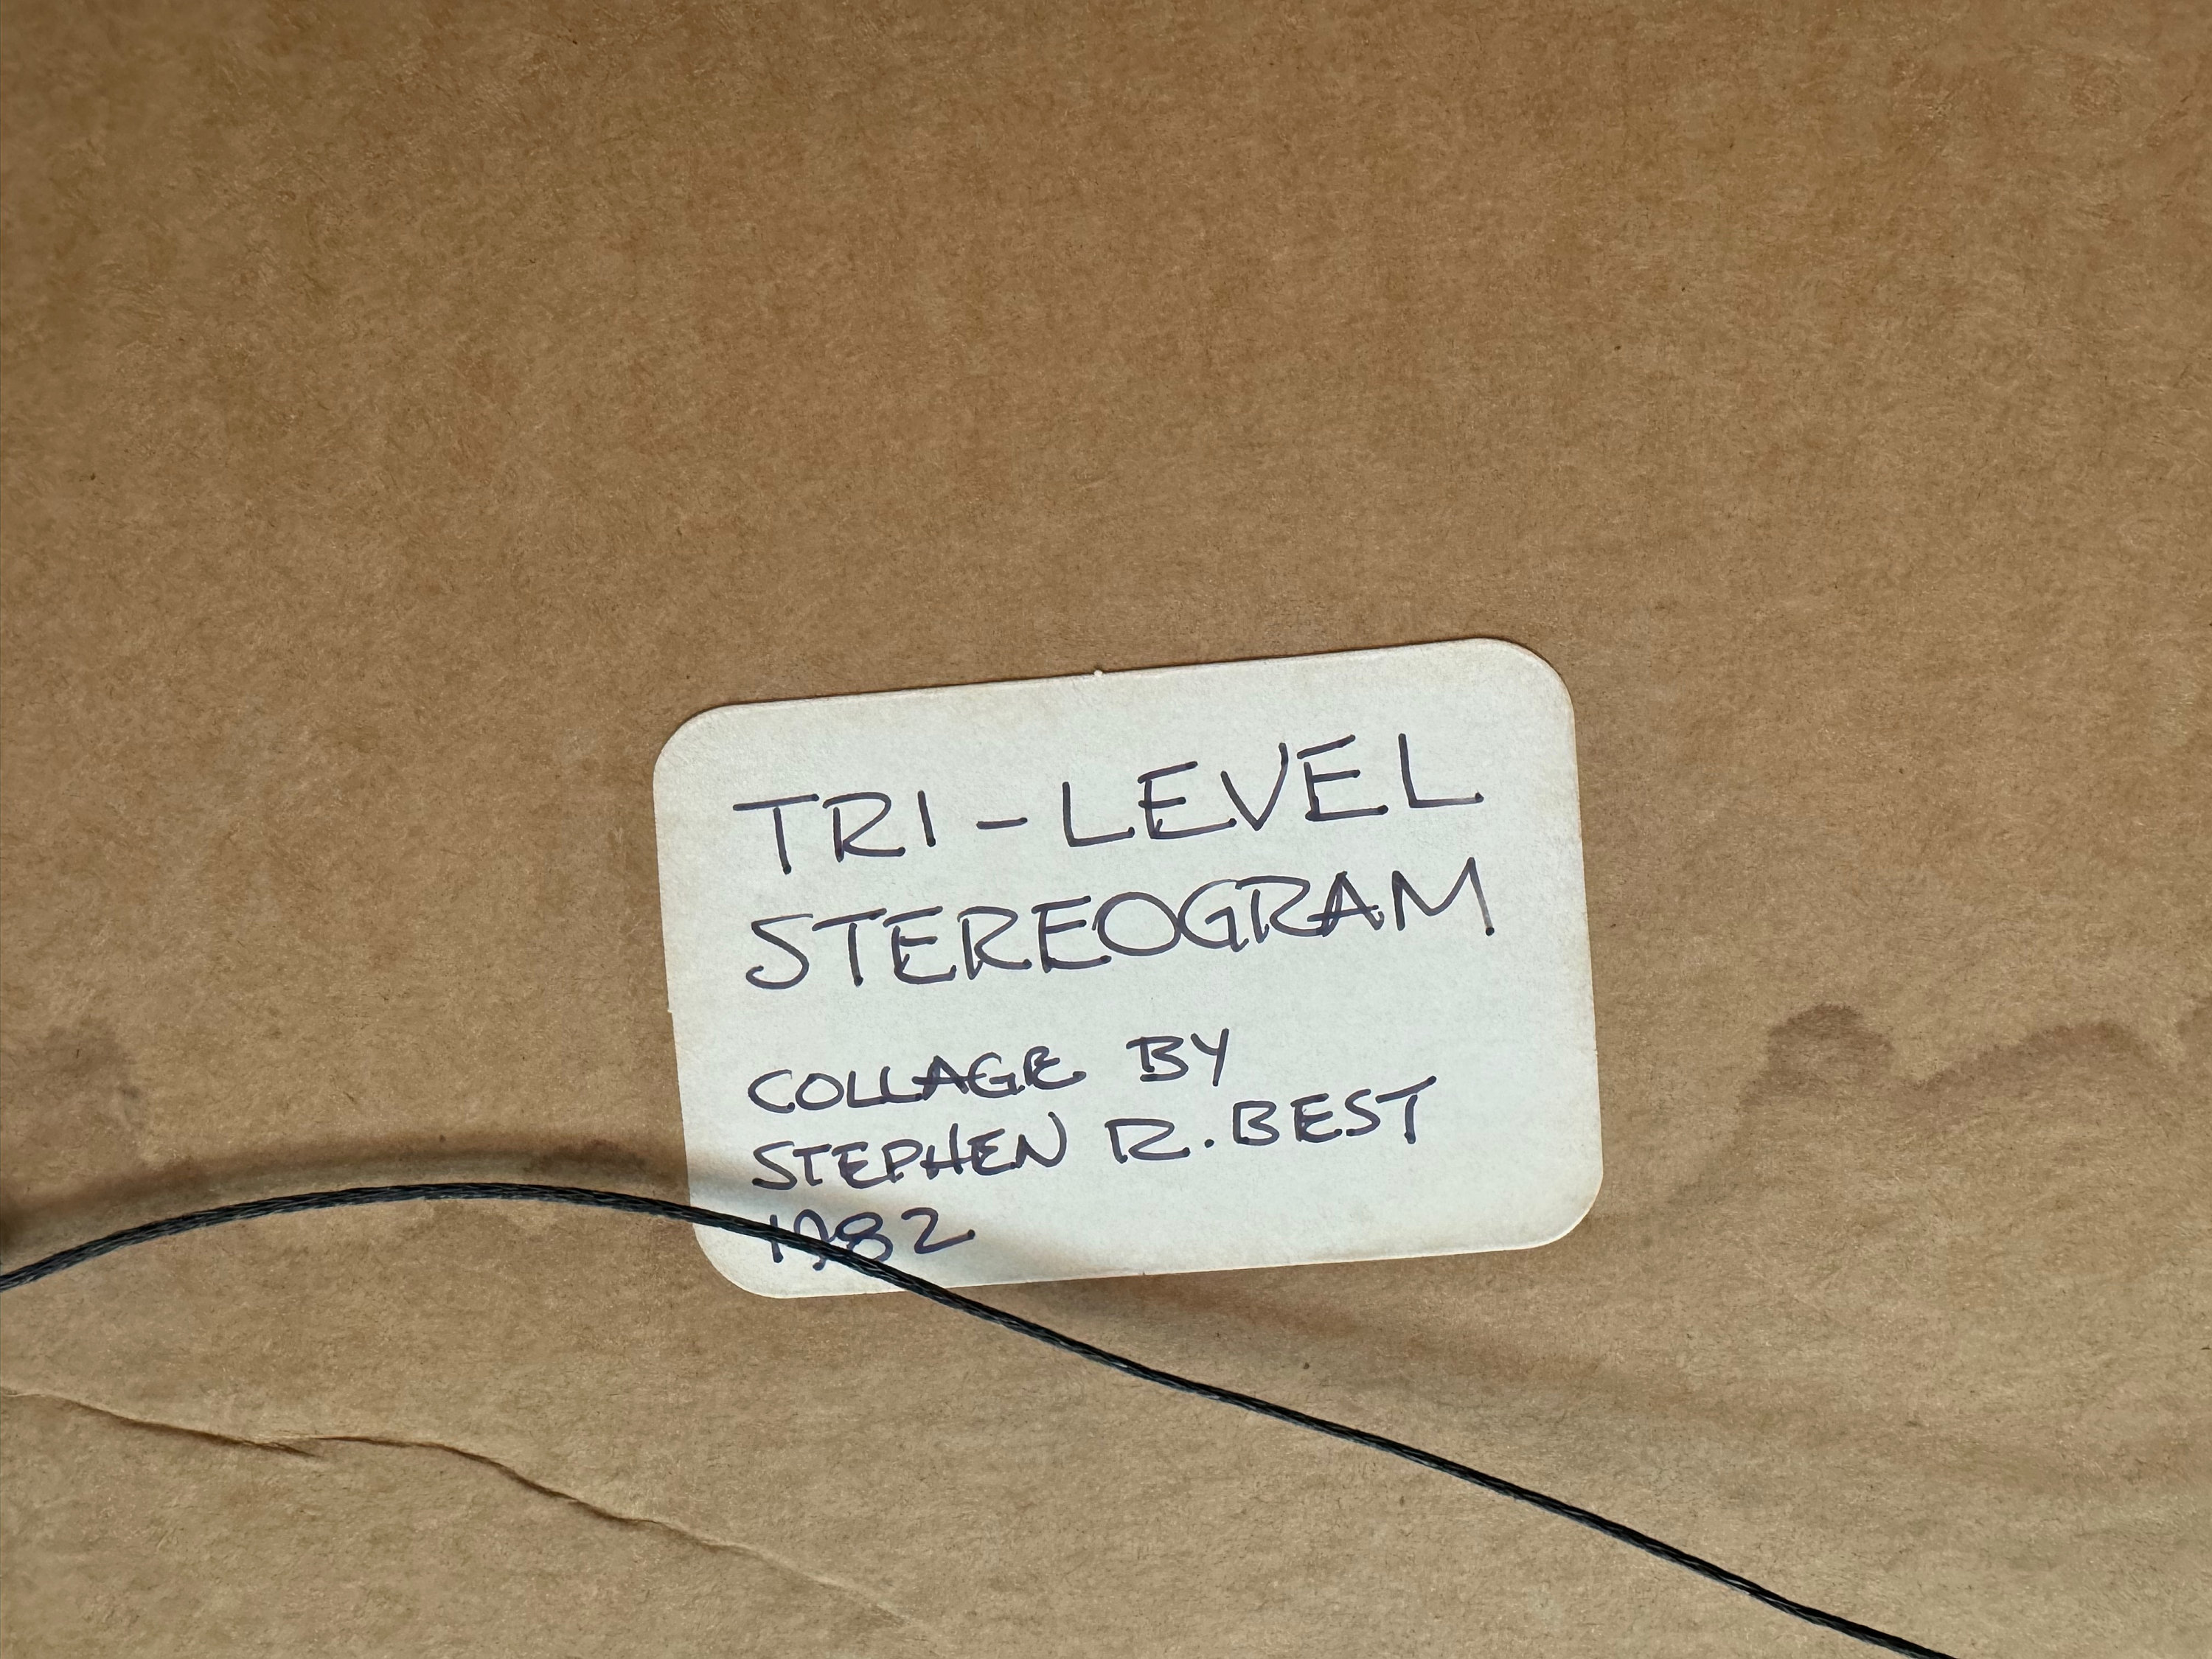 TRI-LEVEL
STEREOGRAM
COLLAGE BY
STEPHEN R. BEST
1982